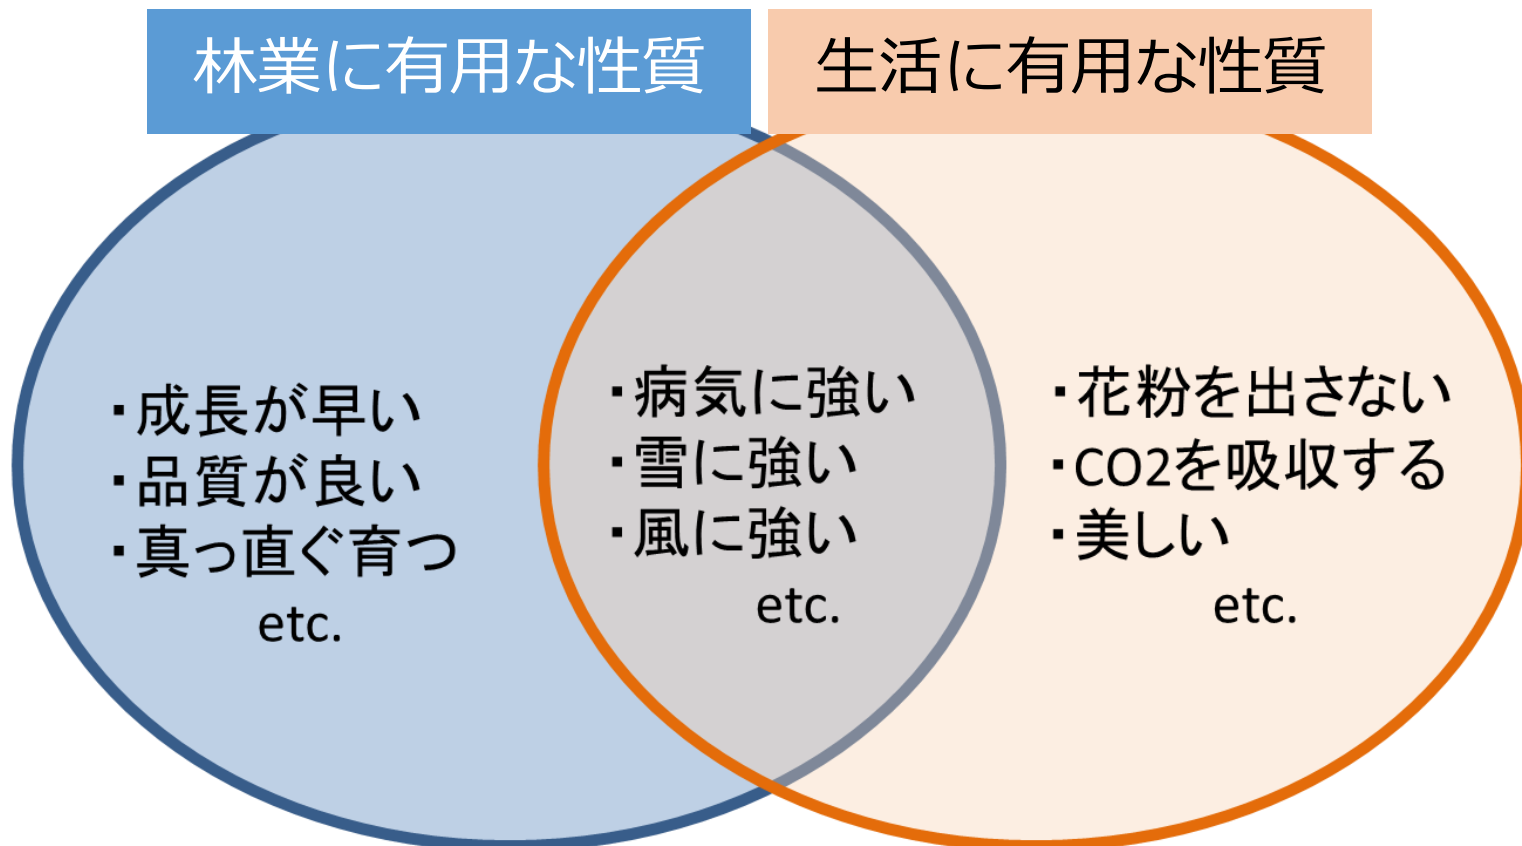 林業に有用な性質
生活に有用な性質
・成長が早い
・品質が良い
・真っ直ぐ育つ
etc.
・病気に強い
・雪に強い
・風に強い
etc.
・花粉を出さない
・CO2を吸収する
・美しい
etc.